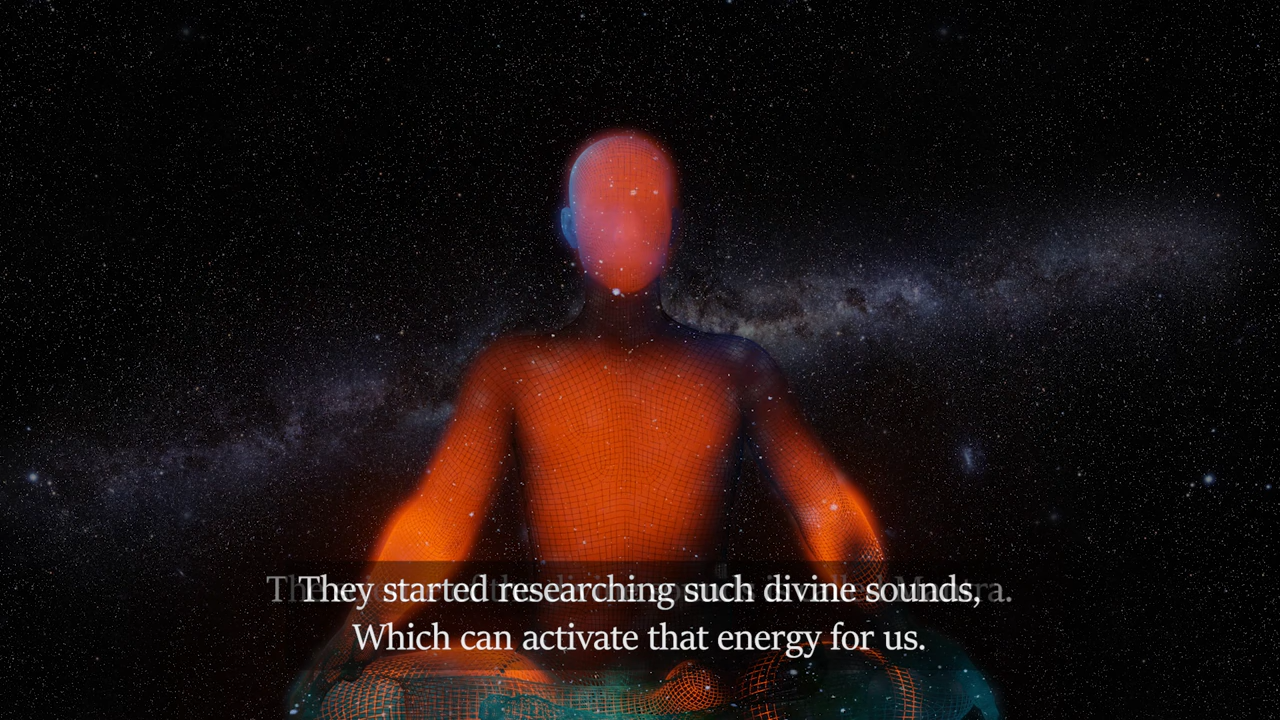 They started researching such divine sounds,
Which can activate that energy for us.